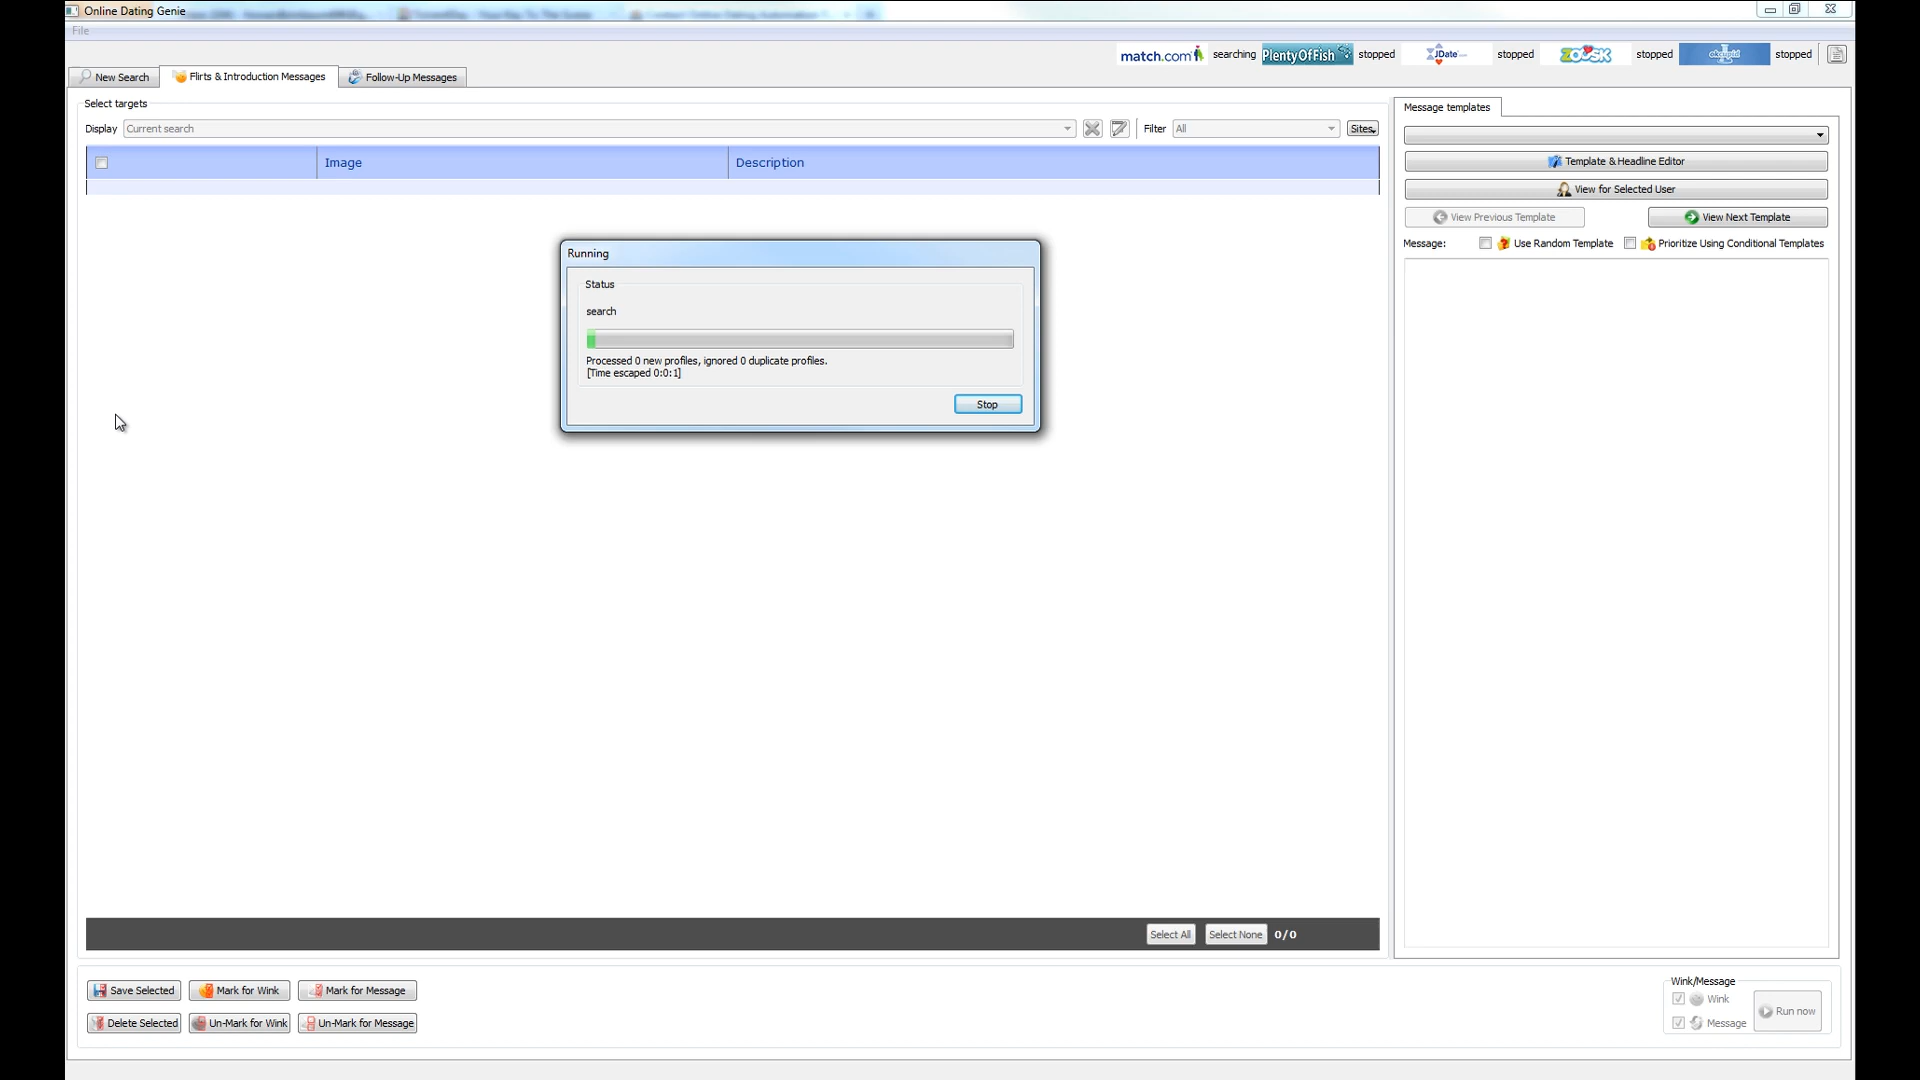 Online Dating Genie
File
match.com searching PlentyOfFish stopped JDate stopped zoosk stopped okcupid stopped
New Search Flirts & Introduction Messages Follow-Up Messages
Select targets
Message templates
Display Current search Filter All Sites
Image Description
Template & Headline Editor
View for Selected User
View Previous Template View Next Template
Message: Use Random Template Prioritize Using Conditional Templates
Running
Status
search
Processed 0 new profiles, ignored 0 duplicate profiles.
[Time escaped 0:0:1]
Stop
Select All Select None 0/0
Save Selected Mark for Wink Mark for Message
Delete Selected Un-Mark for Wink Un-Mark for Message
Wink/Message
Wink
Message
Run now